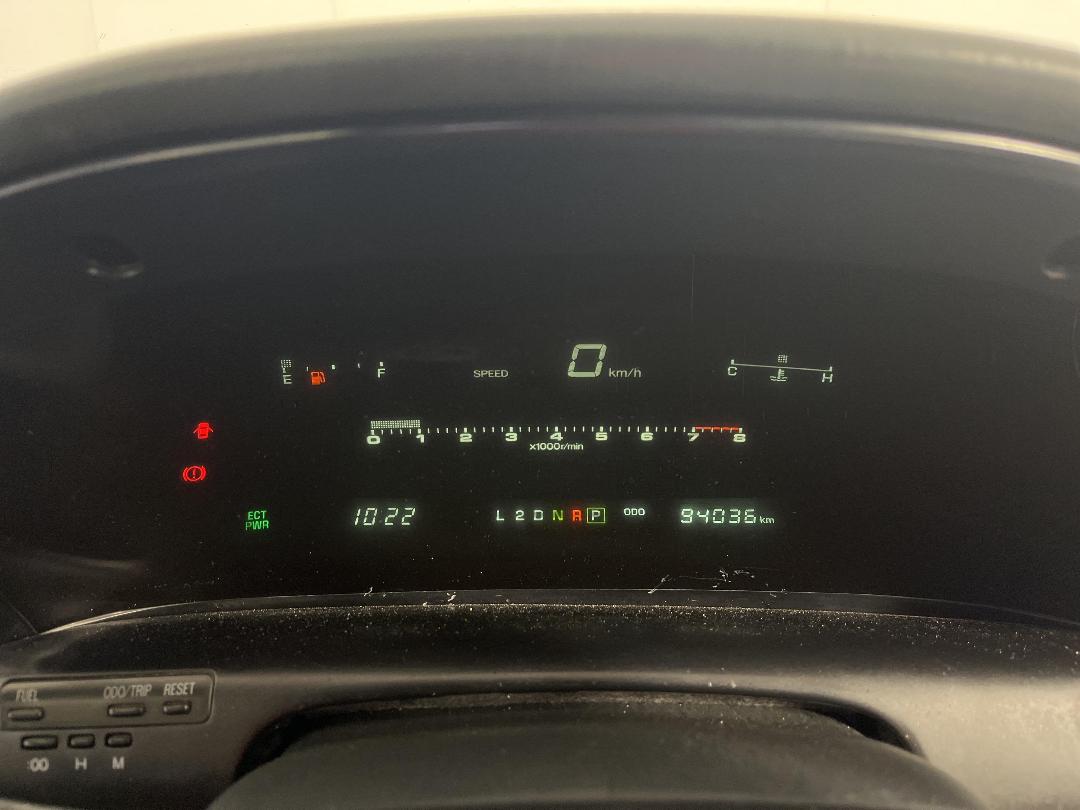 E F SPEED 0 km/h C H
0 1 2 3 4 5 6 7 8
x1000r/min
ECT
PWR
10:22 L 2 D N R P ODO 94036 km
FUEL ODO/TRIP RESET
:00 H M